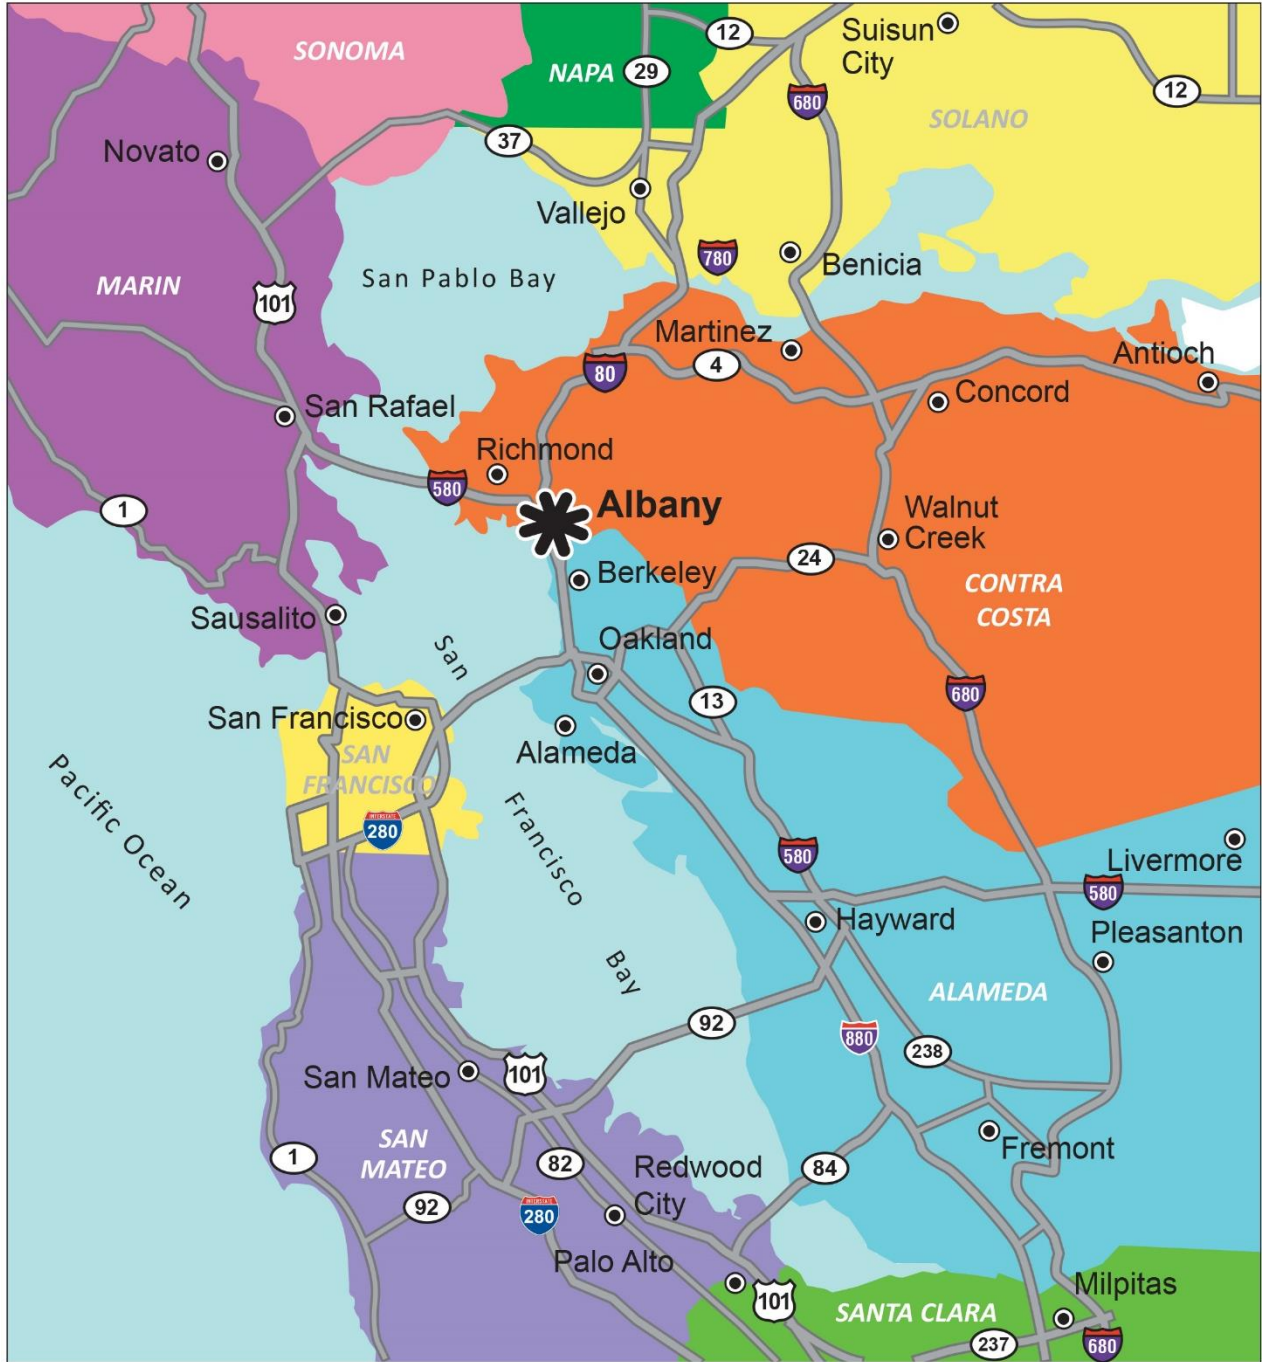 SONOMA
NAPA
12
29
Suisun
City
680
12
SOLANO
Novato
37
Vallejo
780
Benicia
MARIN
San Pablo Bay
101
Martinez
80
4
Antioch
Concord
San Rafael
Richmond
580
Albany
1
Walnut
Creek
24
Berkeley
CONTRA
COSTA
Sausalito
Oakland
San
680
13
San Francisco
Alameda
SAN
FRANCISCO
Pacific Ocean
Francisco
INTERSTATE
280
580
Livermore
580
Hayward
Pleasanton
Bay
ALAMEDA
92
880
238
San Mateo
101
SAN
MATEO
1
82
Redwood
City
84
Fremont
92
INTERSTATE
280
Palo Alto
101
SANTA CLARA
Milpitas
237
680